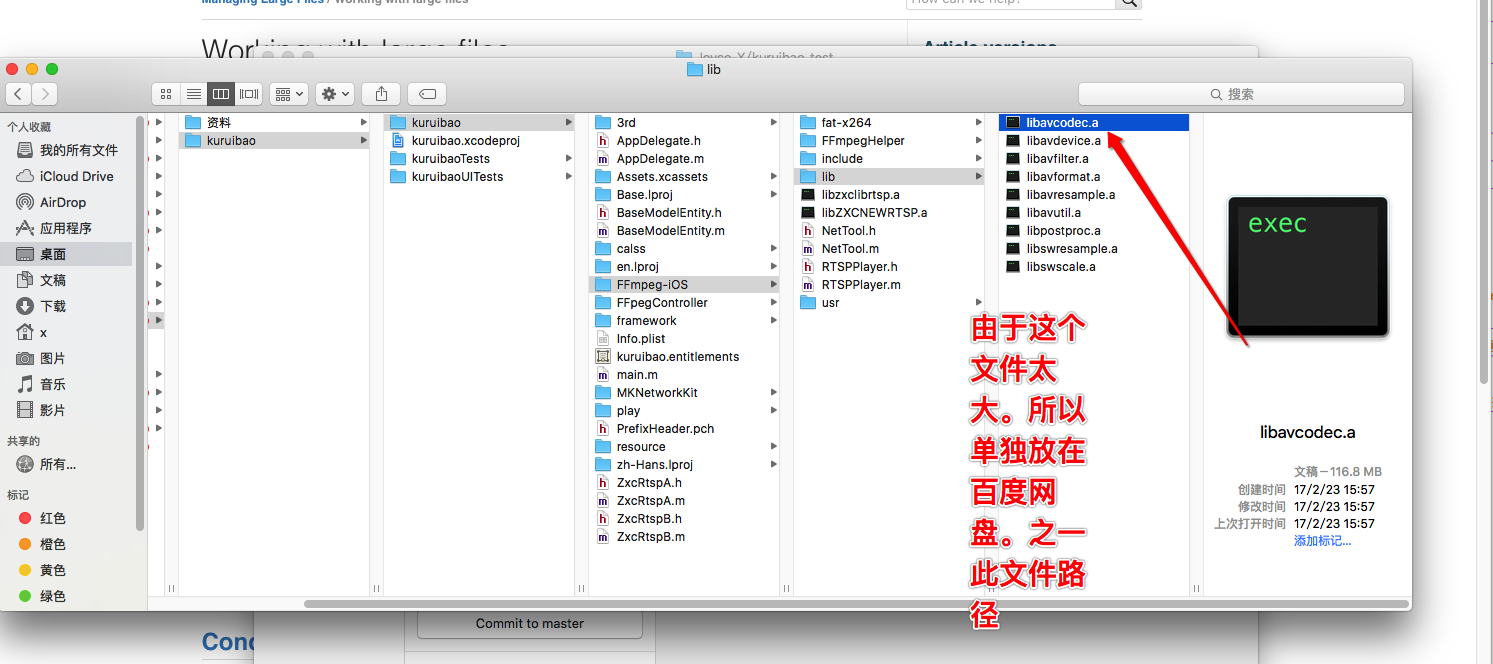 Managing Large Files / Working with large files
How can we help?
Working with large files
Article versions
Joyce-X/kuruibao-test
lib
搜索
个人收藏
我的所有文件
iCloud Drive
AirDrop
应用程序
桌面
文稿
下载
x
图片
音乐
影片
共享的
所有...
标记
红色
橙色
黄色
绿色
资料
kuruibao
kuruibao
kuruibao.xcodeproj
kuruibaoTests
kuruibaoUITests
3rd
AppDelegate.h
AppDelegate.m
Assets.xcassets
Base.lproj
BaseModelEntity.h
BaseModelEntity.m
calss
en.lproj
FFmpeg-iOS
FFpegController
framework
Info.plist
kuruibao.entitlements
main.m
MKNetworkKit
play
PrefixHeader.pch
resource
zh-Hans.lproj
ZxcRtspA.h
ZxcRtspA.m
ZxcRtspB.h
ZxcRtspB.m
fat-x264
FFmpegHelper
include
lib
libzxclibrtsp.a
libZXCNEWRTSP.a
NetTool.h
NetTool.m
RTSPPlayer.h
RTSPPlayer.m
usr
libavcodec.a
libavdevice.a
libavfilter.a
libavformat.a
libavresample.a
libavutil.a
libpostproc.a
libswresample.a
libswscale.a
由于这个
文件太
大。所以
单独放在
百度网
盘。之一
此文件路
径
exec
libavcodec.a
文稿－116.8 MB
创建时间 17/2/23 15:57
修改时间 17/2/23 15:57
上次打开时间 17/2/23 15:57
添加标记...
Commit to master